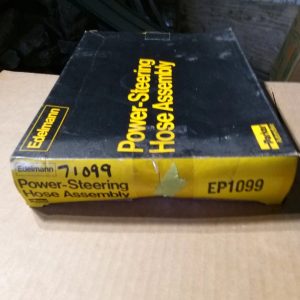 Edelmann
Power-Steering
Hose Assembly
Edelmann
71099
Power-Steering
Hose Assembly
EP1099